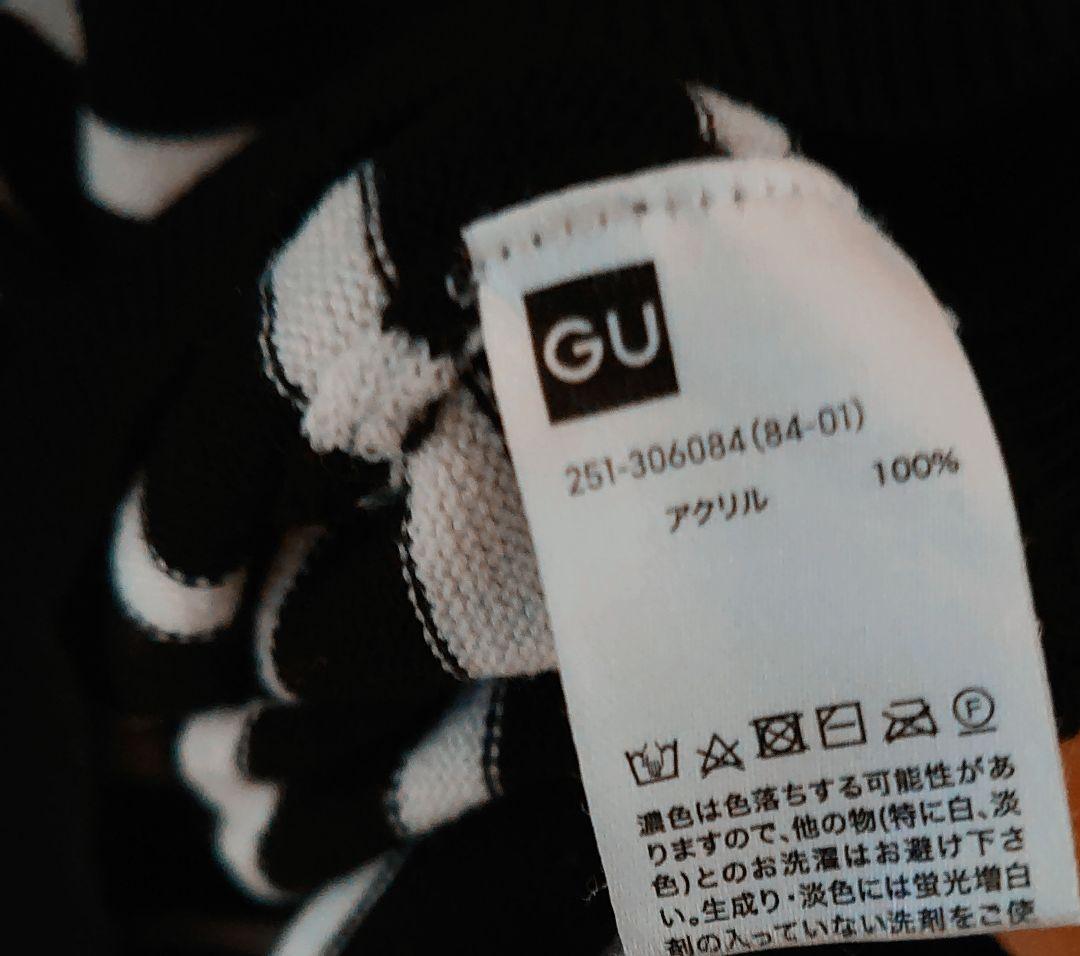 GU
251-306084(84-01)
アクリル 100%
F
濃色は色落ちする可能性があ
りますので、他の物(特に白、淡
色)とのお洗濯はお避け下さ
い。生成り・淡色には蛍光増白
剤の入っていない洗剤をご使